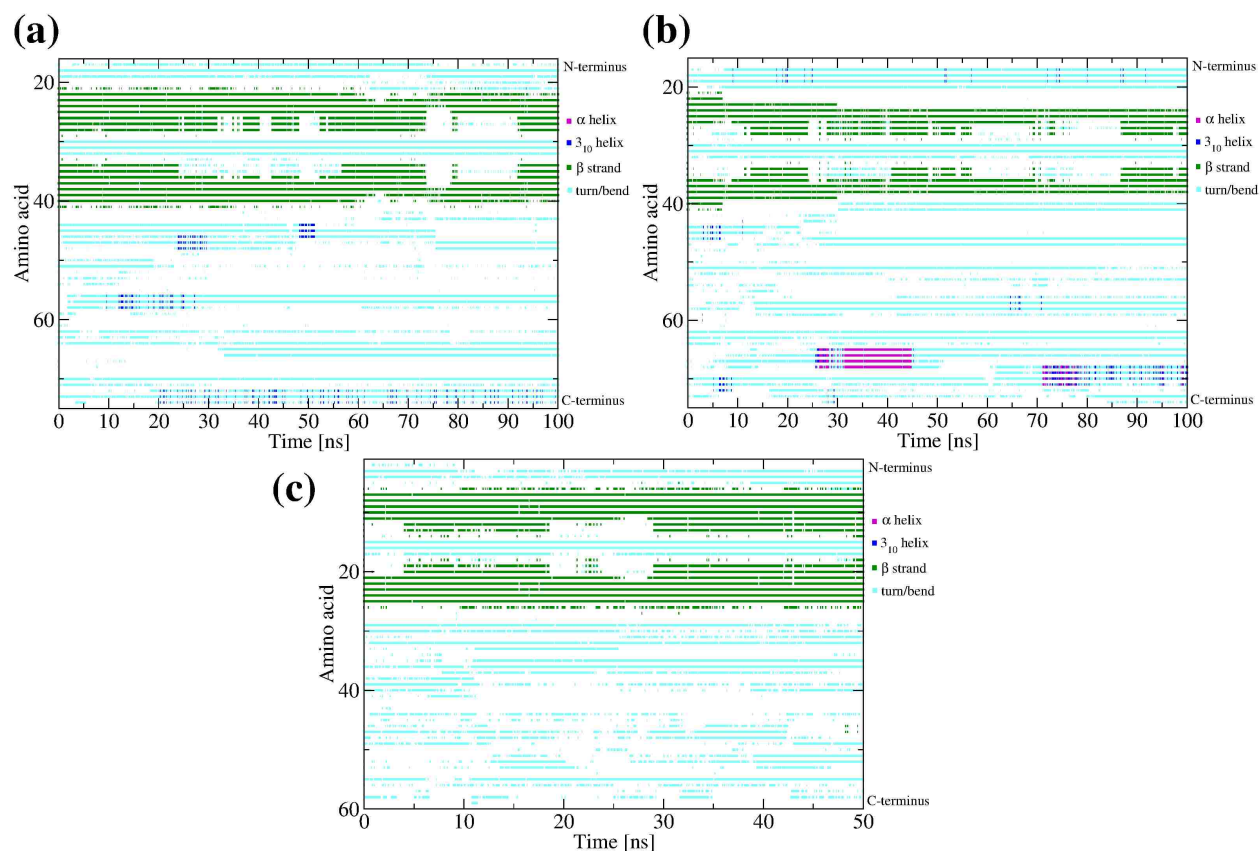 (a)
N-terminus
20
40
60
Amino acid
α helix
3₁₀ helix
β strand
turn/bend
C-terminus
0 10 20 30 40 50 60 70 80 90 100
Time [ns]
(b)
N-terminus
20
40
60
Amino acid
α helix
3₁₀ helix
β strand
turn/bend
C-terminus
0 10 20 30 40 50 60 70 80 90 100
Time [ns]
(c)
N-terminus
20
40
60
Amino acid
α helix
3₁₀ helix
β strand
turn/bend
C-terminus
0 10 20 30 40 50
Time [ns]